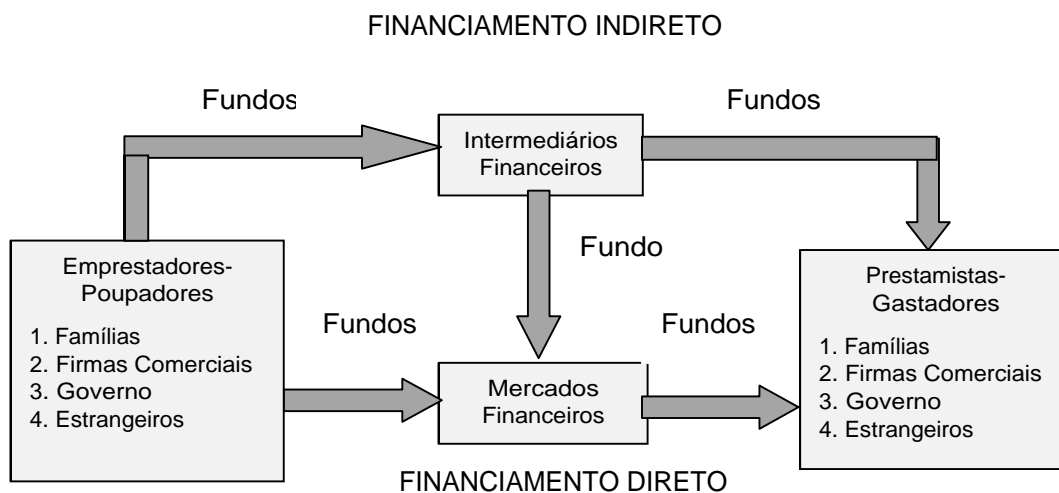 FINANCIAMENTO INDIRETO
Fundos
Fundos
Intermediários
Financeiros
Fundo
Emprestadores-
Poupadores
1. Famílias
2. Firmas Comerciais
3. Governo
4. Estrangeiros
Prestamistas-
Gastadores
1. Famílias
2. Firmas Comerciais
3. Governo
4. Estrangeiros
Fundos
Fundos
Mercados
Financeiros
FINANCIAMENTO DIRETO